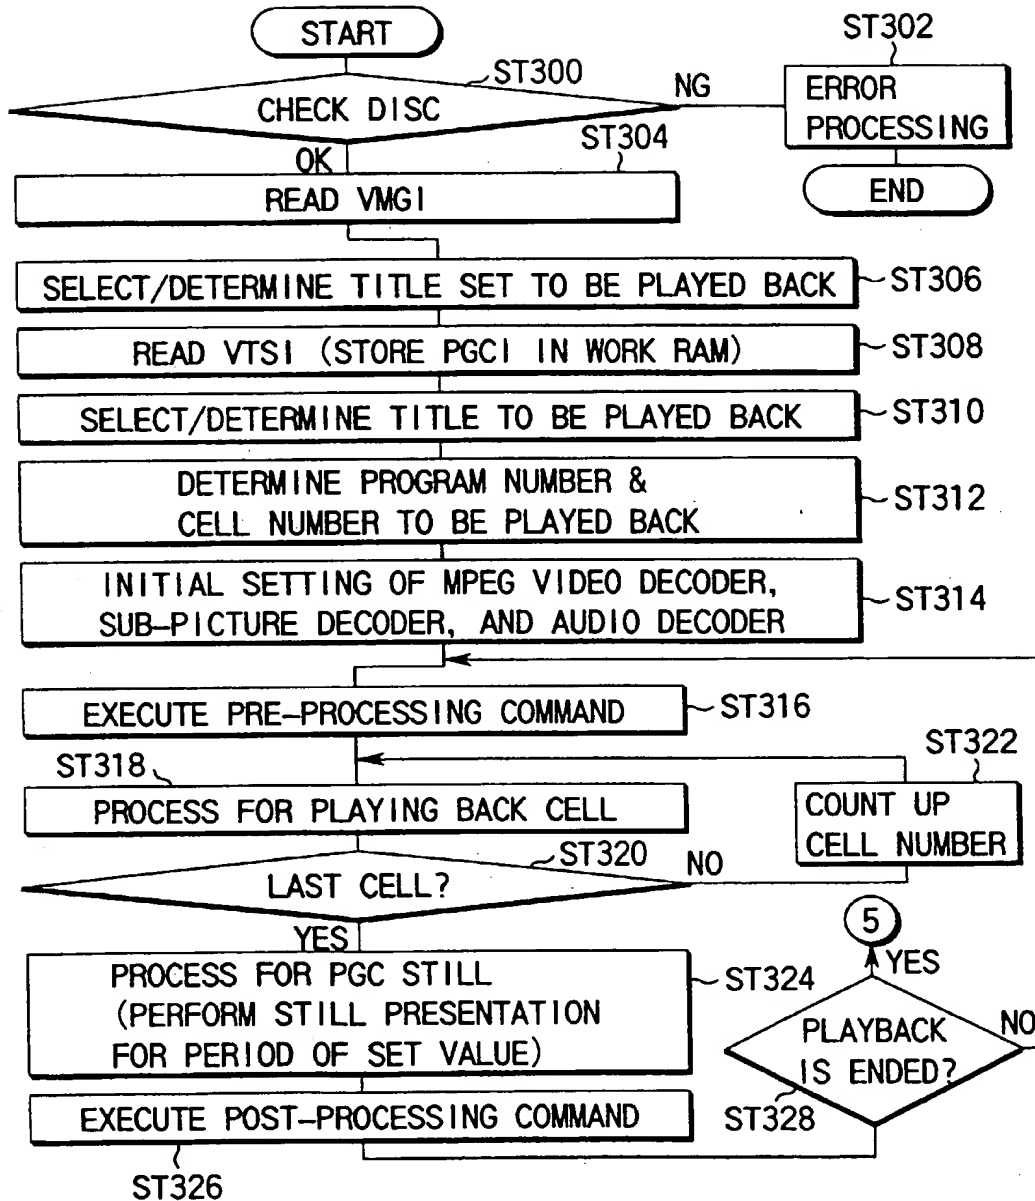 START
ST300
CHECK DISC
NG
ST302
ERROR
PROCESSING
END
OK
ST304
READ VMGI
SELECT/DETERMINE TITLE SET TO BE PLAYED BACK
ST306
READ VTSI (STORE PGCI IN WORK RAM)
ST308
SELECT/DETERMINE TITLE TO BE PLAYED BACK
ST310
DETERMINE PROGRAM NUMBER &
CELL NUMBER TO BE PLAYED BACK
ST312
INITIAL SETTING OF MPEG VIDEO DECODER,
SUB-PICTURE DECODER, AND AUDIO DECODER
ST314
EXECUTE PRE-PROCESSING COMMAND
ST316
ST318
PROCESS FOR PLAYING BACK CELL
ST322
COUNT UP
CELL NUMBER
ST320
LAST CELL?
NO
YES
PROCESS FOR PGC STILL
(PERFORM STILL PRESENTATION
FOR PERIOD OF SET VALUE)
ST324
5
YES
PLAYBACK
IS ENDED?
NO
ST328
EXECUTE POST-PROCESSING COMMAND
ST326